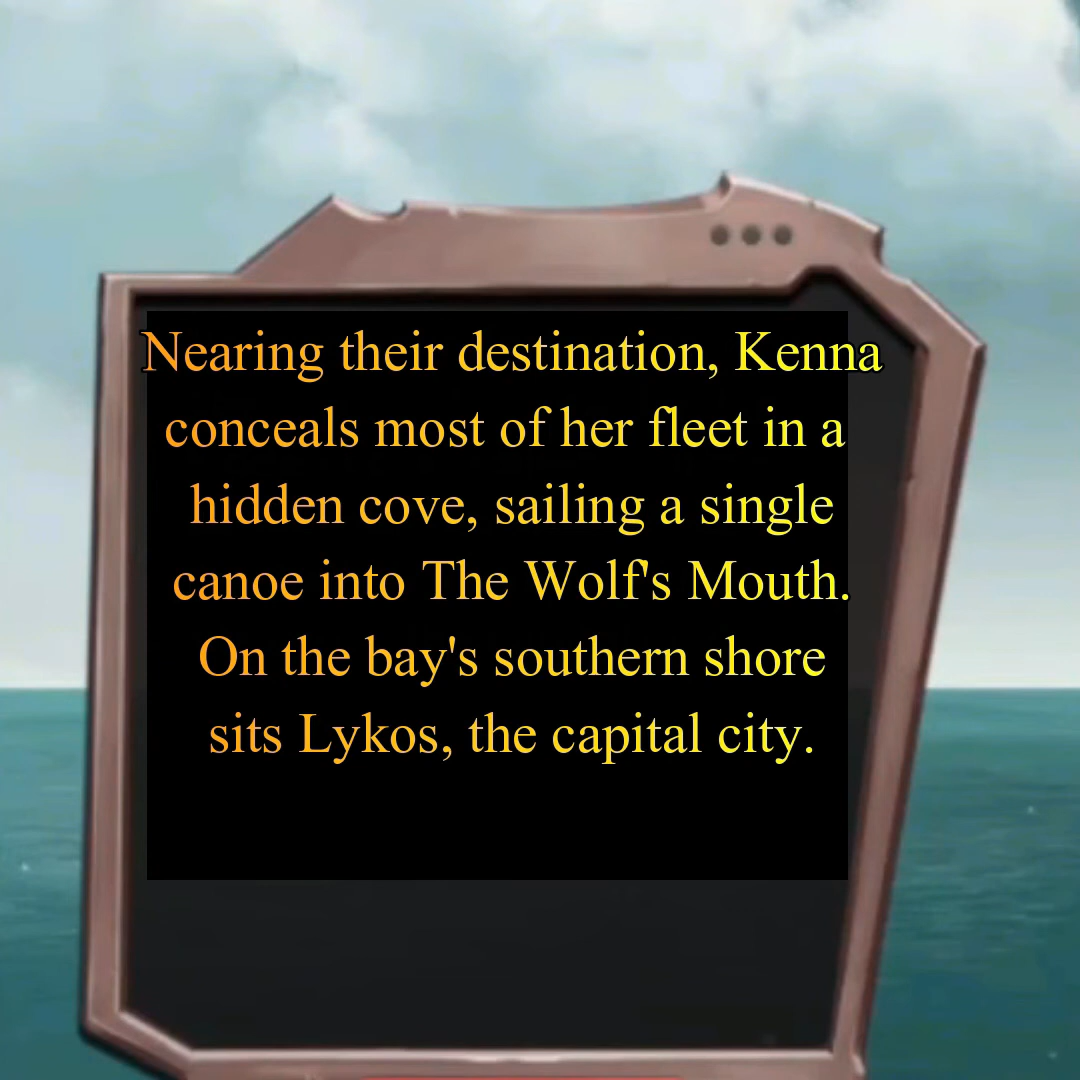 Nearing their destination, Kenna
conceals most of her fleet in a
hidden cove, sailing a single
canoe into The Wolf's Mouth.
On the bay's southern shore
sits Lykos, the capital city.